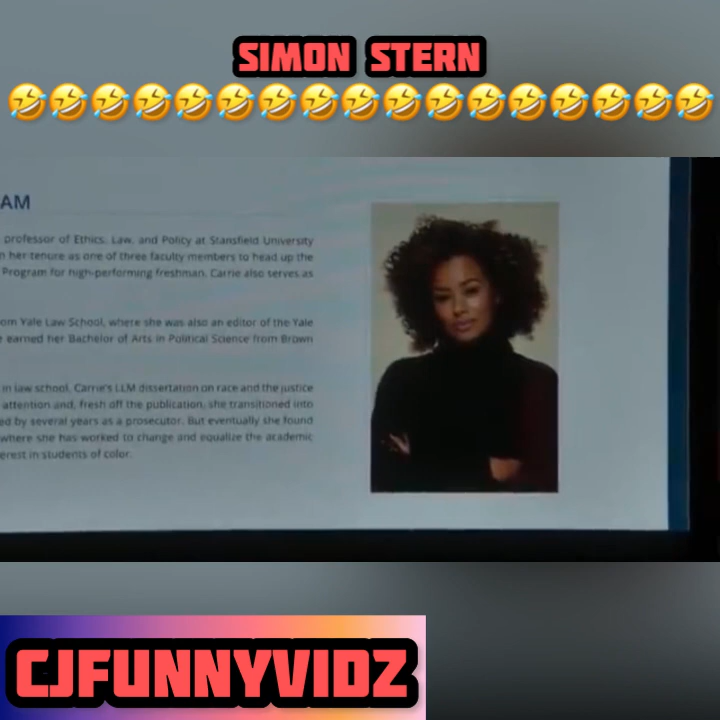 SIMON STERN
AM
professor of Ethics, Law, and Policy at Stansfield University
n her tenure as one of three faculty members to head up the
Program for high-performing freshman. Carrie also serves as
om Yale Law School, where she was also an editor of the Yale
e earned her Bachelor of Arts in Political Science from Brown
in law school, Carrie's LLM dissertation on race and the justice
attention and, fresh off the publication, she transitioned into
ed by several years as a prosecutor. But eventually she found
where she has worked to change and equalize the academic
erest in students of color.
CJFUNNYVIDZ